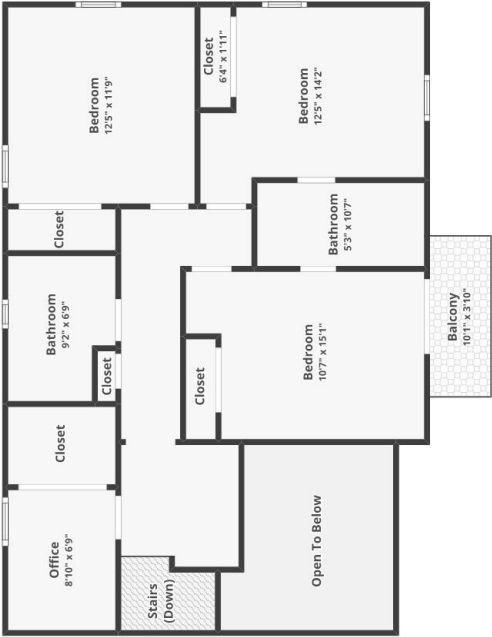 Bedroom
12'5" x 11'9"
Closet
6'4" x 1'11"
Bedroom
12'5" x 14'2"
Closet
Bathroom
5'3" x 10'7"
Bathroom
9'2" x 6'9"
Closet
Bedroom
10'7" x 15'1"
Balcony
10'1" x 3'10"
Closet
Closet
Office
8'10" x 6'9"
Stairs
(Down)
Open To Below